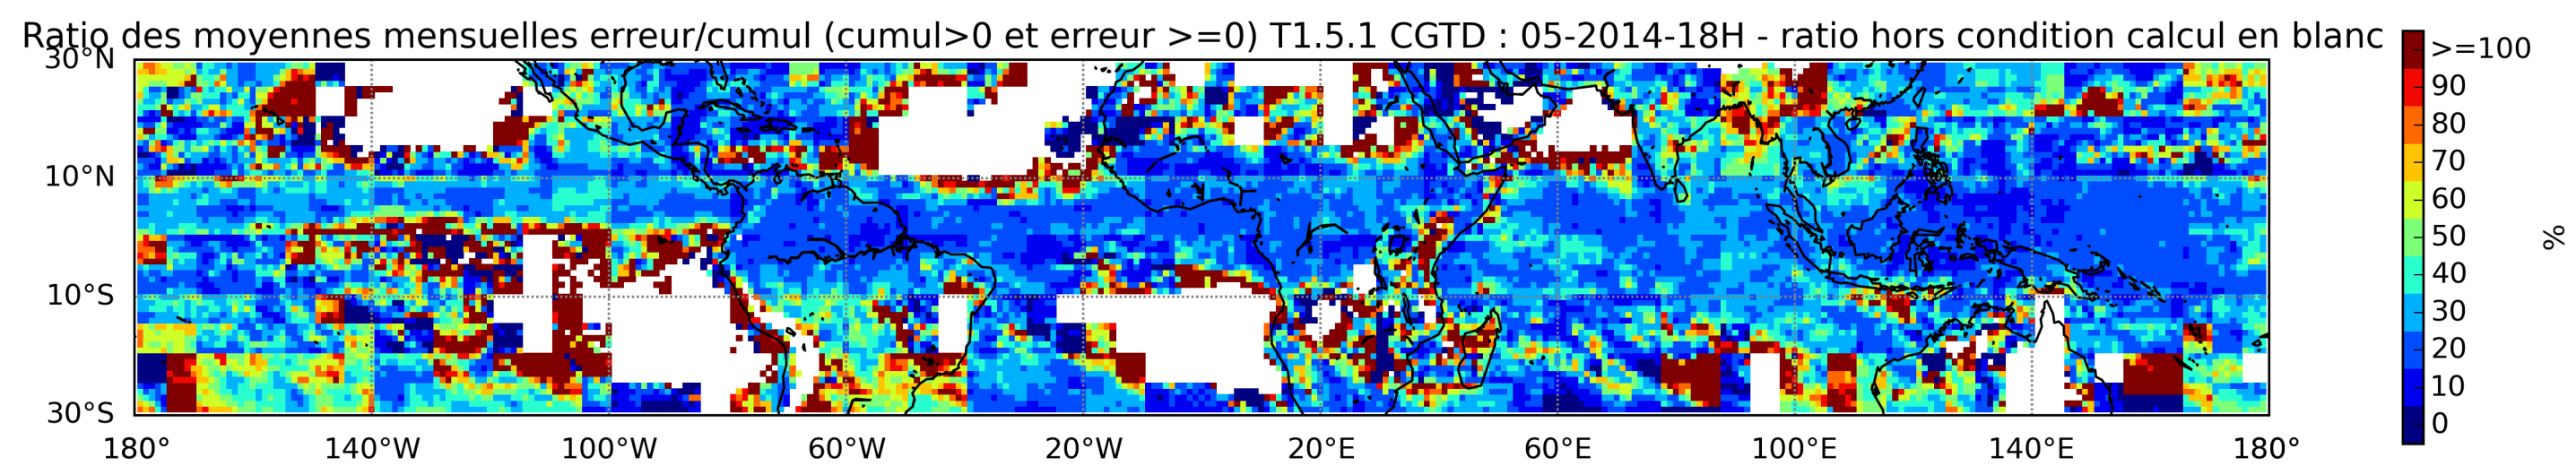 Ratio des moyennes mensuelles erreur/cumul (cumul>0 et erreur >=0) T1.5.1 CGTD : 05-2014-18H - ratio hors condition calcul en blanc
30°N
10°N
10°S
30°S
180° 140°W 100°W 60°W 20°W 20°E 60°E 100°E 140°E 180°
>=100
90
80
70
60
50
40
30
20
10
0
%